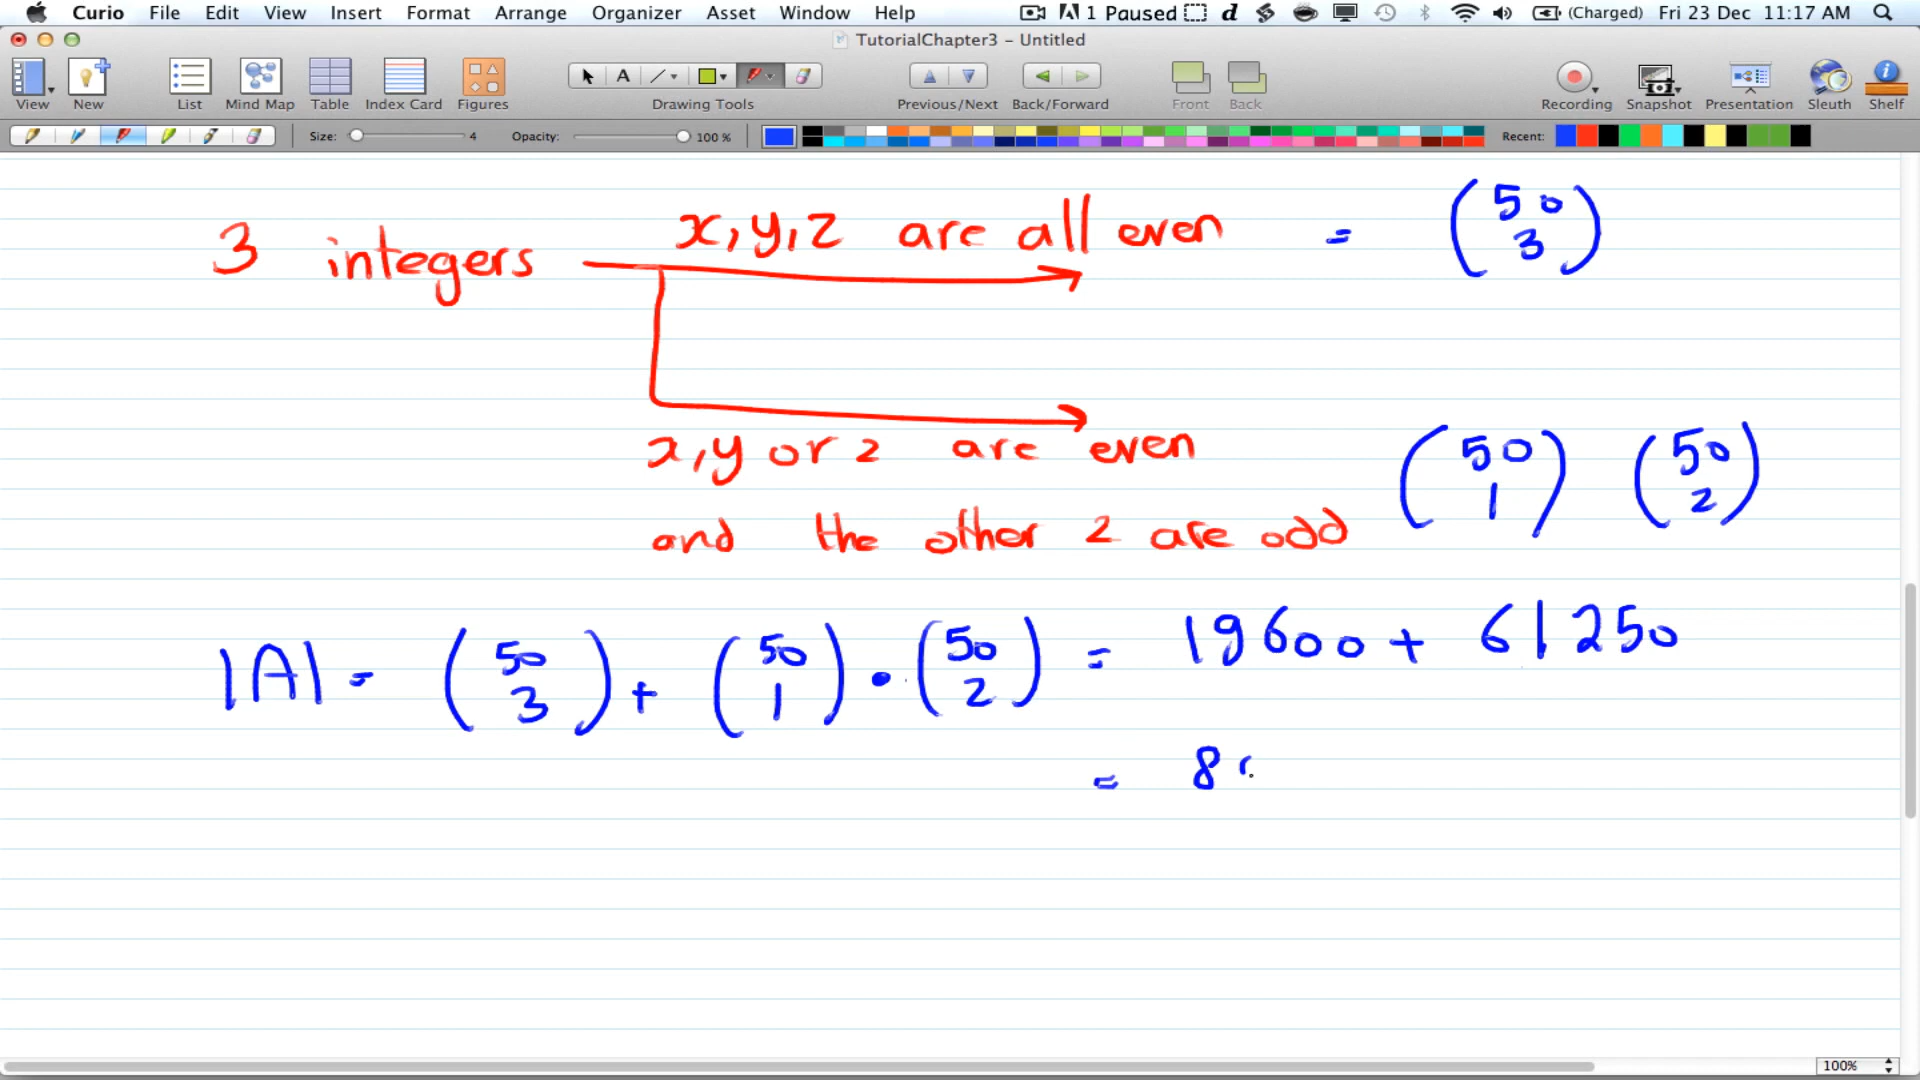 Curio File Edit View Insert Format Arrange Organizer Asset Window Help 1 Paused (Charged) Fri 23 Dec 11:17 AM
TutorialChapter3 – Untitled
View New List Mind Map Table Index Card Figures Drawing Tools Previous/Next Back/Forward Front Back Recording Snapshot Presentation Sleuth Shelf
Size: 4 Opacity: 100 % Recent:
3 integers x, y, z are all even = (50 3)
x, y or z are even
and the other 2 are odd (50 1) (50 2)
|A| = (50 3) + (50 1) • (50 2) = 19600 + 61250
= 8
100%